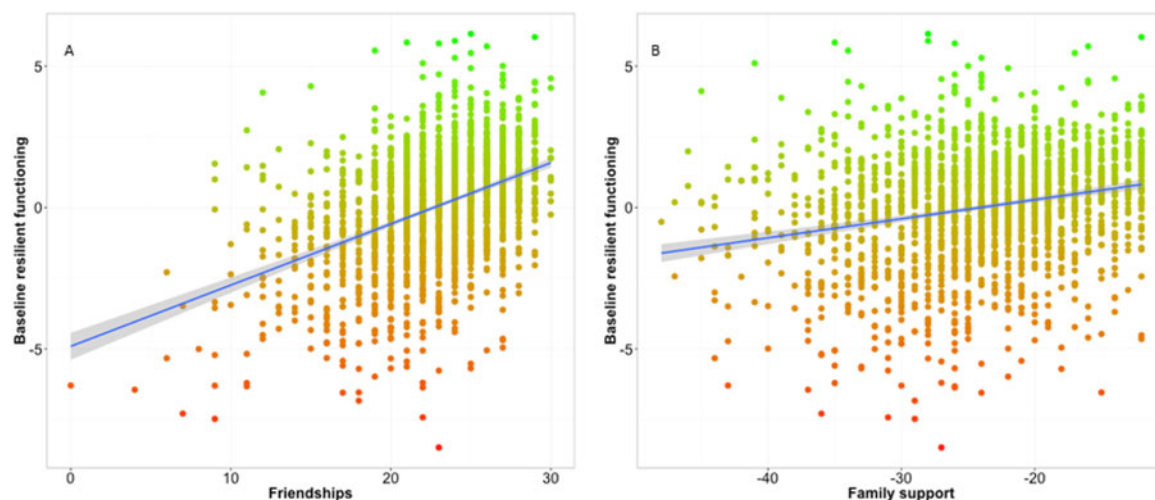 A
B
Baseline resilient functioning
5
0
-5
0
10
20
30
Friendships
Baseline resilient functioning
5
0
-5
-40
-30
-20
Family support